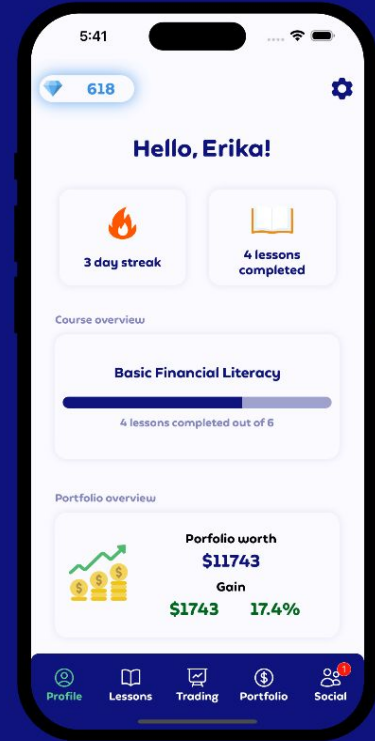 5:41
618
Hello, Erika!
3 day streak
4 lessons
completed
Course overview
Basic Financial Literacy
4 lessons completed out of 6
Portfolio overview
Porfolio worth
$11743
Gain
$1743 17.4%
1
Profile Lessons Trading Portfolio Social